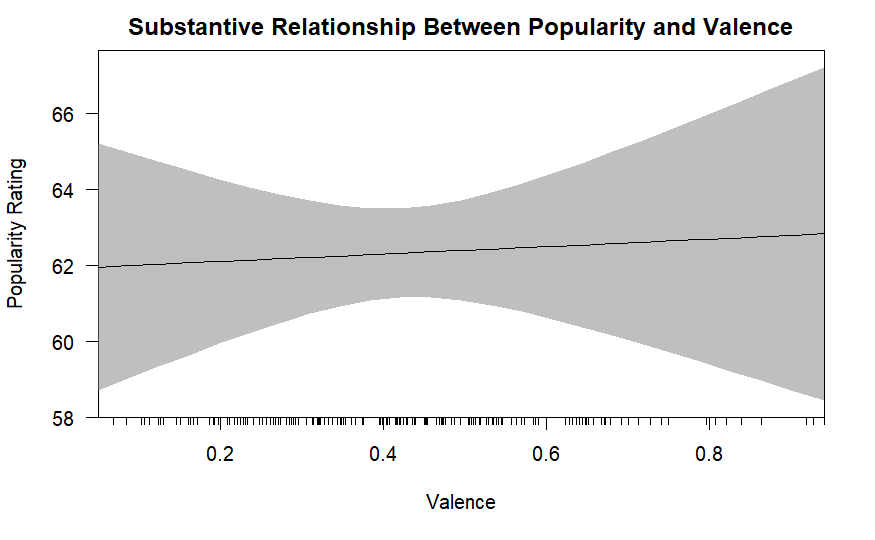 Substantive Relationship Between Popularity and Valence
Popularity Rating
66
64
62
60
58
0.2 0.4 0.6 0.8
Valence